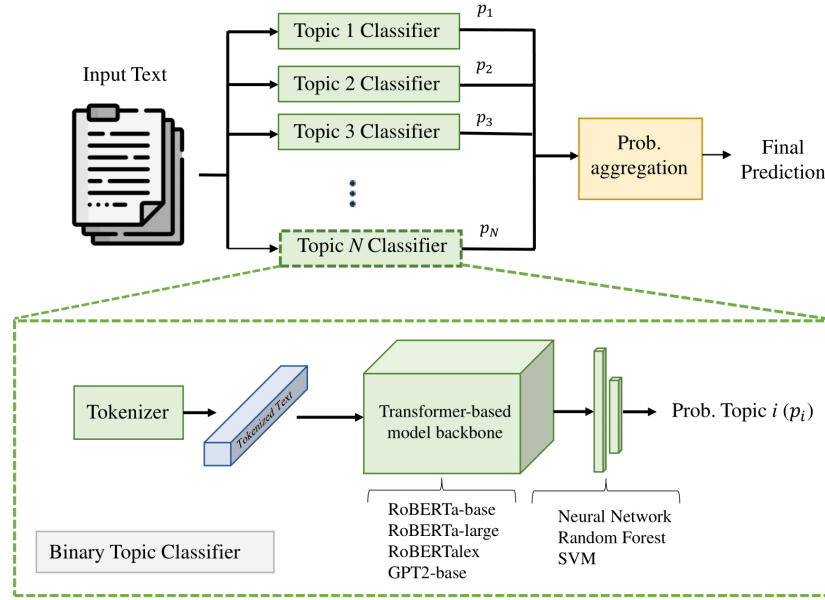 Input Text
Topic 1 Classifier
p₁
Topic 2 Classifier
p₂
Topic 3 Classifier
p₃
Topic N Classifier
p_N
Prob.
aggregation
Final
Prediction
Tokenizer
Tokenized Text
Transformer-based
model backbone
Prob. Topic i (pᵢ)
RoBERTa-base
RoBERTa-large
RoBERTalex
GPT2-base
Neural Network
Random Forest
SVM
Binary Topic Classifier